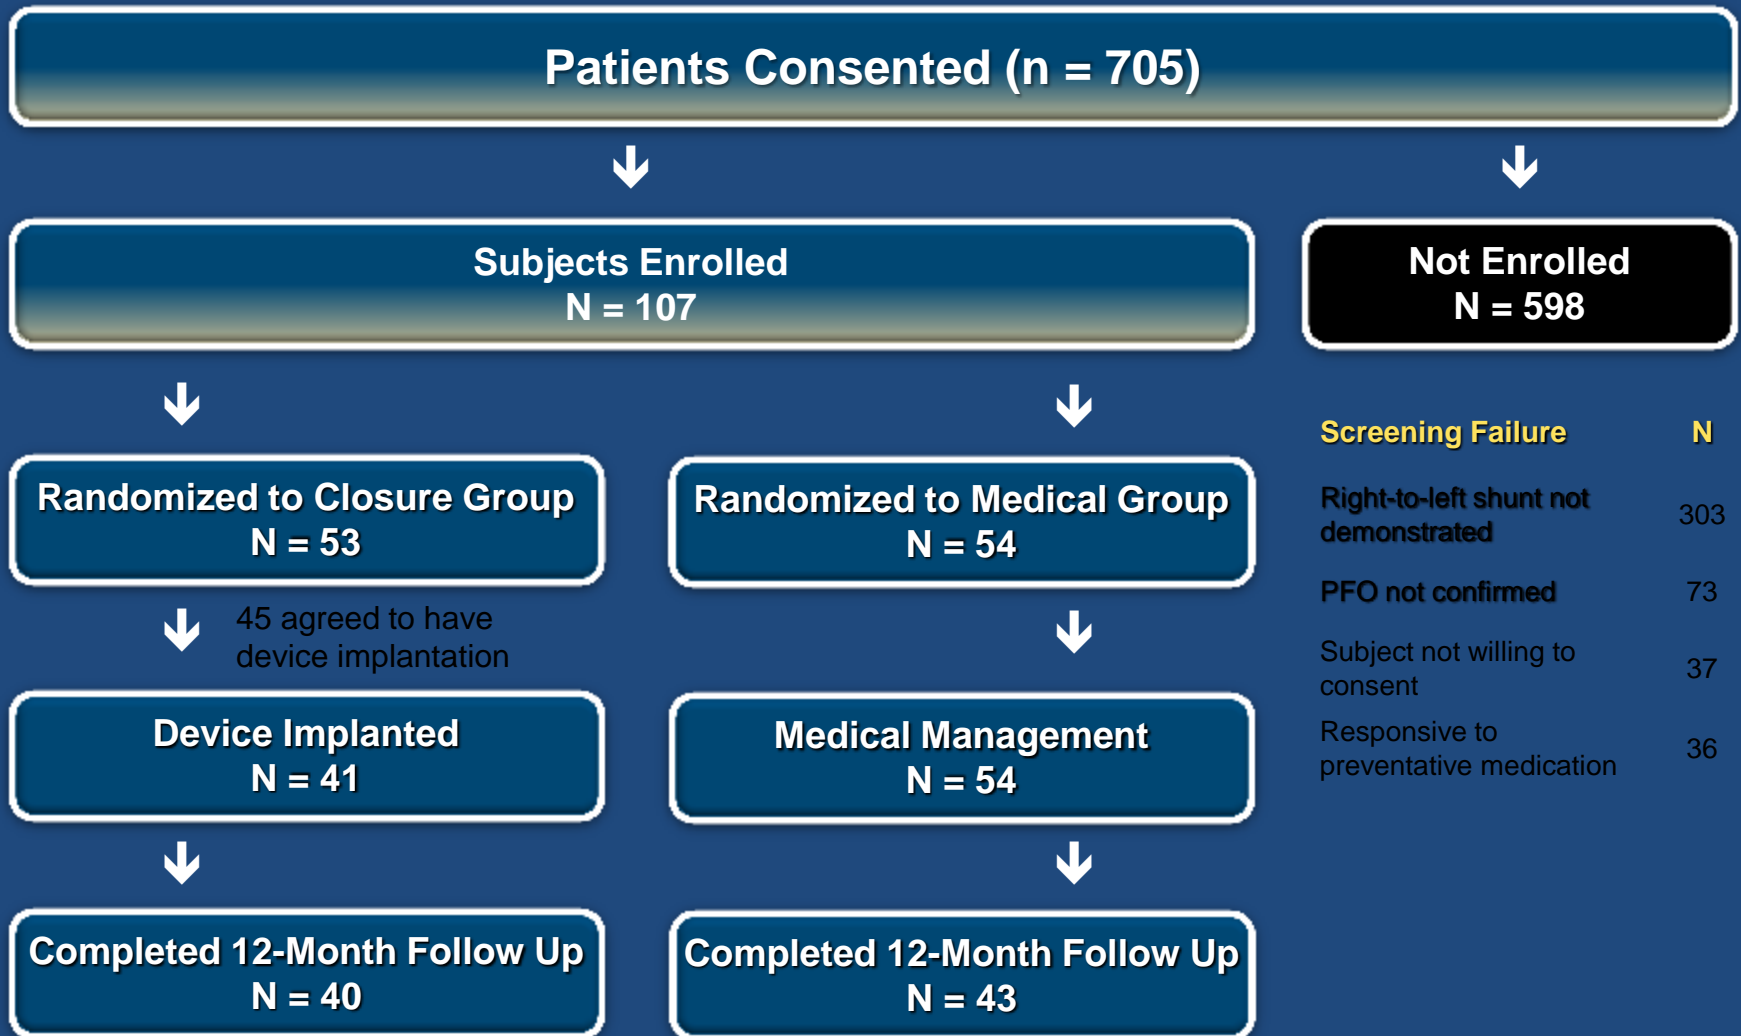 Patients Consented (n = 705)
Subjects Enrolled
N = 107
Not Enrolled
N = 598
Randomized to Closure Group
N = 53
Randomized to Medical Group
N = 54
45 agreed to have
device implantation
Device Implanted
N = 41
Medical Management
N = 54
Completed 12-Month Follow Up
N = 40
Completed 12-Month Follow Up
N = 43
Screening Failure N
Right-to-left shunt not
demonstrated 303
PFO not confirmed 73
Subject not willing to
consent 37
Responsive to
preventative medication 36